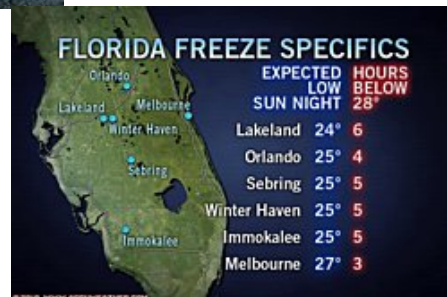 FLORIDA FREEZE SPECIFICS
EXPECTED HOURS
LOW BELOW
SUN NIGHT 28°
Lakeland 24° 6
Orlando 25° 4
Sebring 25° 5
Winter Haven 25° 5
Immokalee 25° 5
Melbourne 27° 3
Orlando
Lakeland
Melbourne
Winter Haven
Sebring
Immokalee